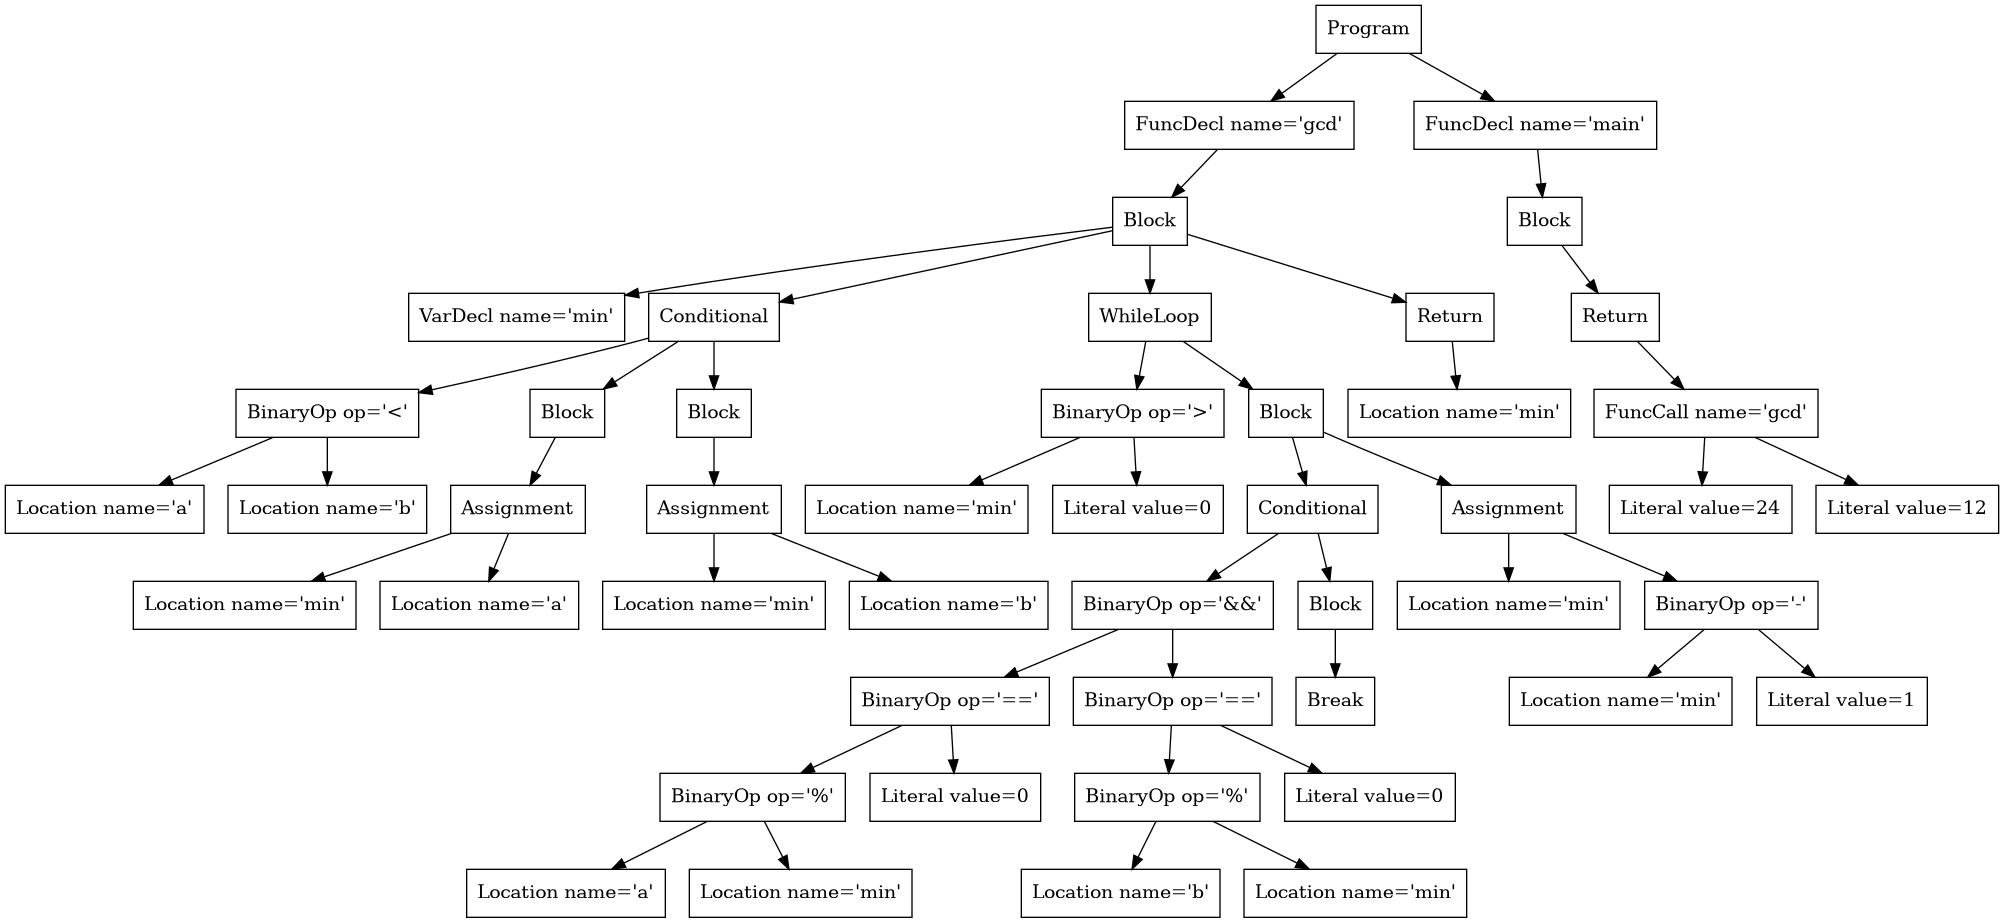 Program
FuncDecl name='gcd'
FuncDecl name='main'
Block
Block
VarDecl name='min'
Conditional
WhileLoop
Return
Return
BinaryOp op='<'
Block
Block
BinaryOp op='>'
Block
Location name='min'
FuncCall name='gcd'
Location name='a'
Location name='b'
Assignment
Assignment
Location name='min'
Literal value=0
Conditional
Assignment
Literal value=24
Literal value=12
Location name='min'
Location name='a'
Location name='min'
Location name='b'
BinaryOp op='&&'
Block
Location name='min'
BinaryOp op='-'
BinaryOp op='=='
BinaryOp op='=='
Break
Location name='min'
Literal value=1
BinaryOp op='%'
Literal value=0
BinaryOp op='%'
Literal value=0
Location name='a'
Location name='min'
Location name='b'
Location name='min'